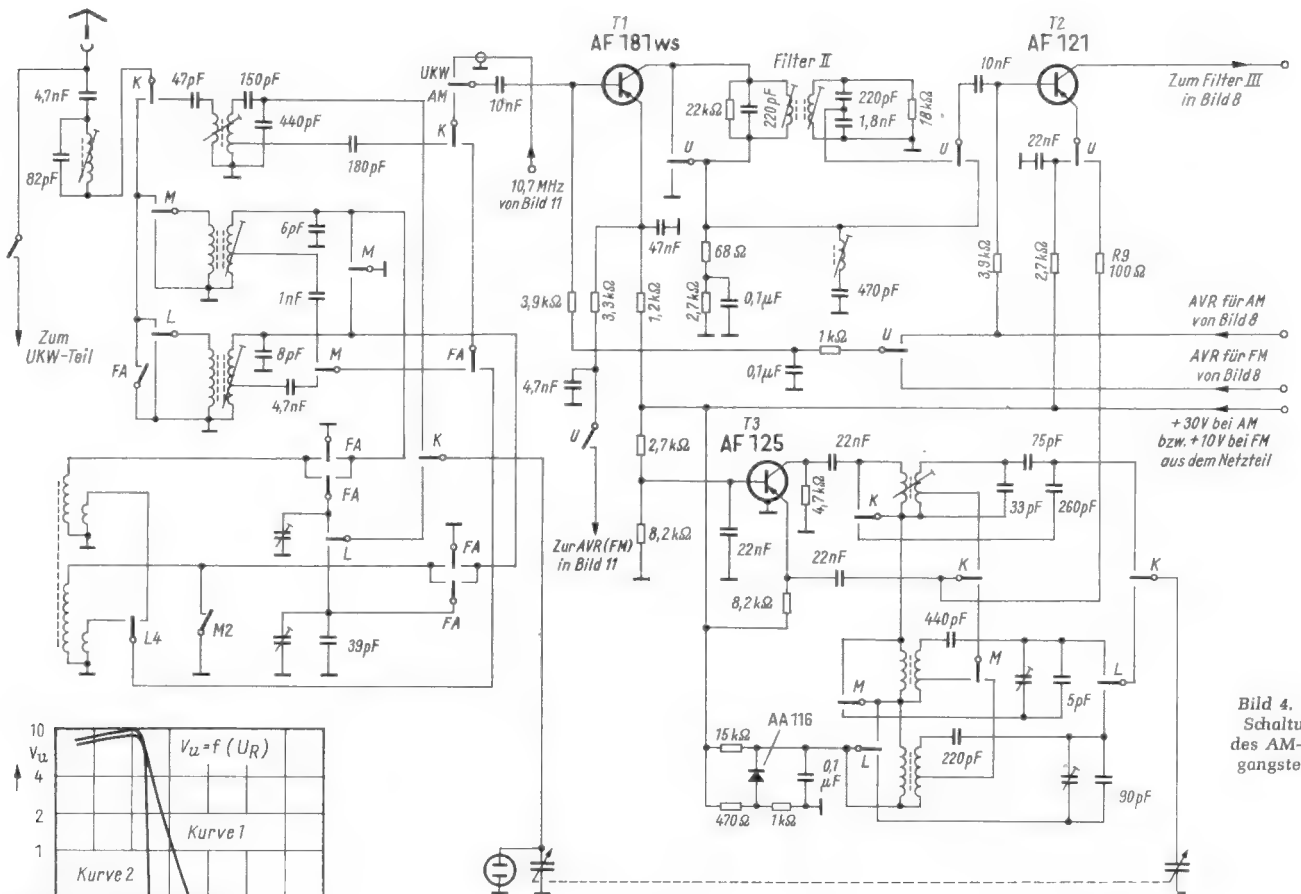 T1
AF 181ws
T2
AF 121
UKW
AM
K
47pF
150pF
4,7nF
440pF
K
10nF
Filter II
22kΩ
220pF
220pF
1,8nF
18kΩ
10nF
Zum Filter III
in Bild 8
82pF
180pF
10,7 MHz
von Bild 11
U
U
22nF
U
M
6pF
M
47nF
68Ω
1nF
3,9kΩ
3,3kΩ
1,2kΩ
2,7kΩ
0,1µF
470pF
3,9kΩ
2,7kΩ
R9
100Ω
Zum
UKW-Teil
L
FA
8pF
M
FA
4,7nF
4,7nF
0,1µF
1kΩ
U
AVR für AM
von Bild 8
AVR für FM
von Bild 8
+30V bei AM
bzw. +10V bei FM
aus dem Netzteil
U
FA
FA
K
2,7kΩ
T3
AF 125
22nF
75pF
4,7kΩ
K
33pF
260pF
L
FA
FA
8,2kΩ
22nF
Zur AVR (FM)
in Bild 11
22nF
K
K
8,2kΩ
L4
M2
39pF
440pF
M
M
5pF
L
Bild 4.
Schaltu
des AM-
gangste
AA 116
15kΩ
0,1
µF
L
220pF
90pF
470Ω
1kΩ
10
Vu
4
2
1
Vu = f (UR)
Kurve 1
Kurve 2